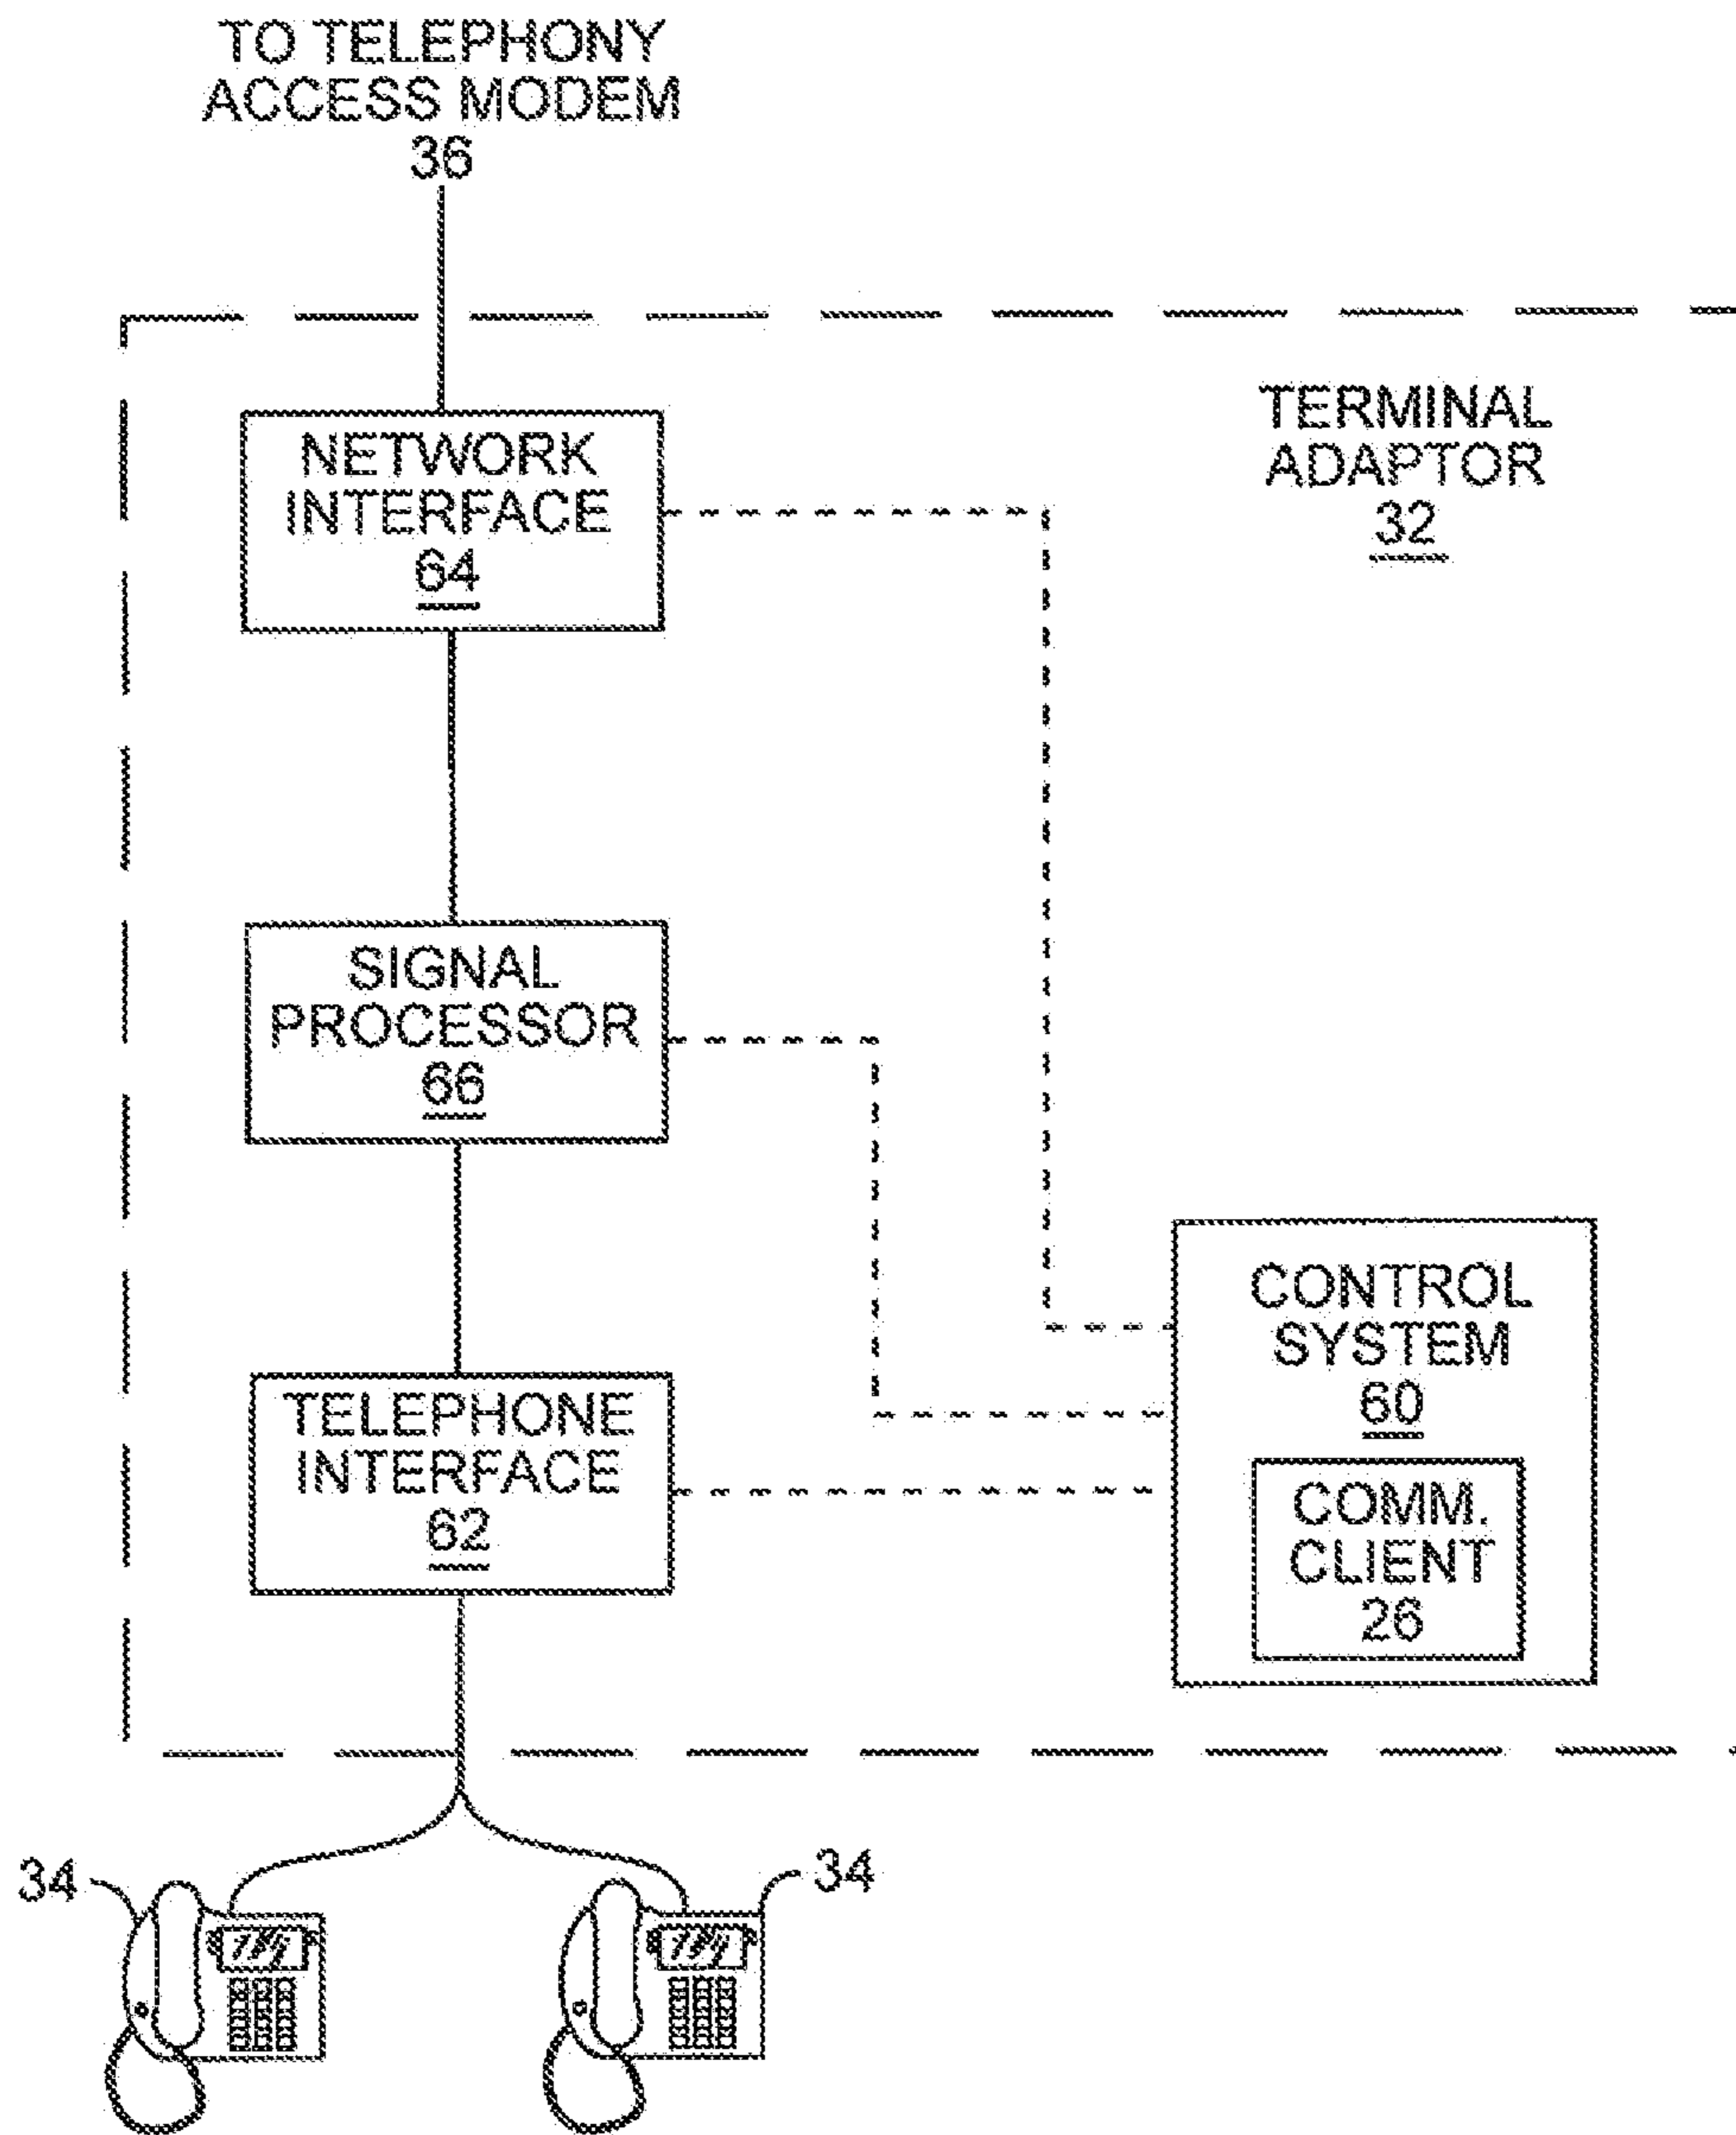 TO TELEPHONY
ACCESS MODEM
36
TERMINAL
ADAPTOR
32
NETWORK
INTERFACE
64
SIGNAL
PROCESSOR
66
CONTROL
SYSTEM
60
TELEPHONE
INTERFACE
62
COMM.
CLIENT
26
34
34